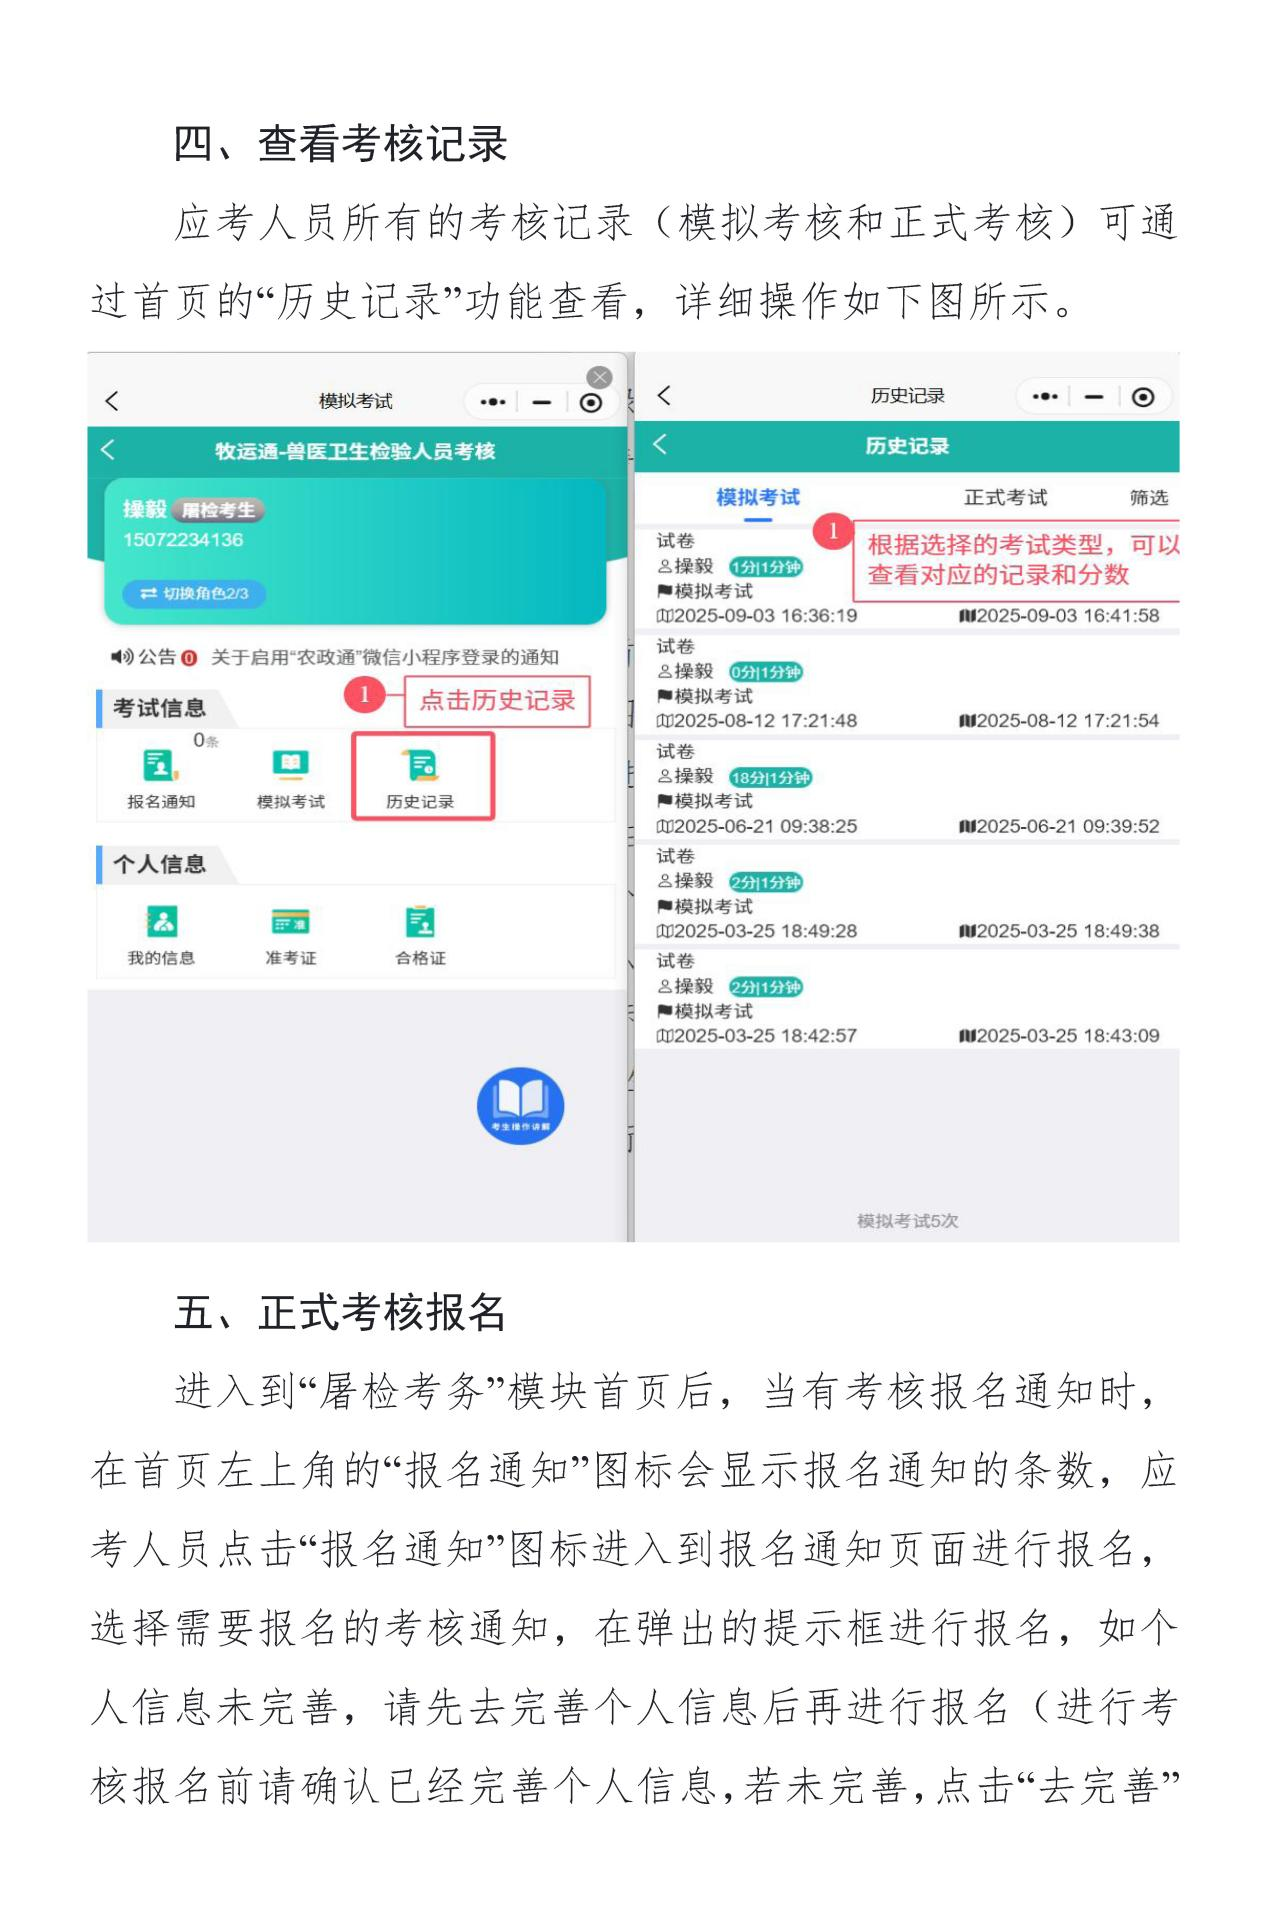 四、查看考核记录
应考人员所有的考核记录（模拟考核和正式考核）可通
过首页的“历史记录”功能查看，详细操作如下图所示。
模拟考试
牧运通-兽医卫生检验人员考核
操毅 屠检考生
15072234136
切换角色2/3
公告 0 关于启用“农政通”微信小程序登录的通知
考试信息
1 点击历史记录
0条
报名通知 模拟考试 历史记录
个人信息
准
我的信息 准考证 合格证
考生操作讲解
历史记录
历史记录
模拟考试 正式考试 筛选
1 根据选择的考试类型，可以
查看对应的记录和分数
试卷
操毅 1分|1分钟
模拟考试
2025-09-03 16:36:19 2025-09-03 16:41:58
试卷
操毅 0分|1分钟
模拟考试
2025-08-12 17:21:48 2025-08-12 17:21:54
试卷
操毅 18分|1分钟
模拟考试
2025-06-21 09:38:25 2025-06-21 09:39:52
试卷
操毅 2分|1分钟
模拟考试
2025-03-25 18:49:28 2025-03-25 18:49:38
试卷
操毅 2分|1分钟
模拟考试
2025-03-25 18:42:57 2025-03-25 18:43:09
模拟考试5次
五、正式考核报名
进入到“屠检考务”模块首页后，当有考核报名通知时，
在首页左上角的“报名通知”图标会显示报名通知的条数，应
考人员点击“报名通知”图标进入到报名通知页面进行报名，
选择需要报名的考核通知，在弹出的提示框进行报名，如个
人信息未完善，请先去完善个人信息后再进行报名（进行考
核报名前请确认已经完善个人信息，若未完善，点击“去完善”